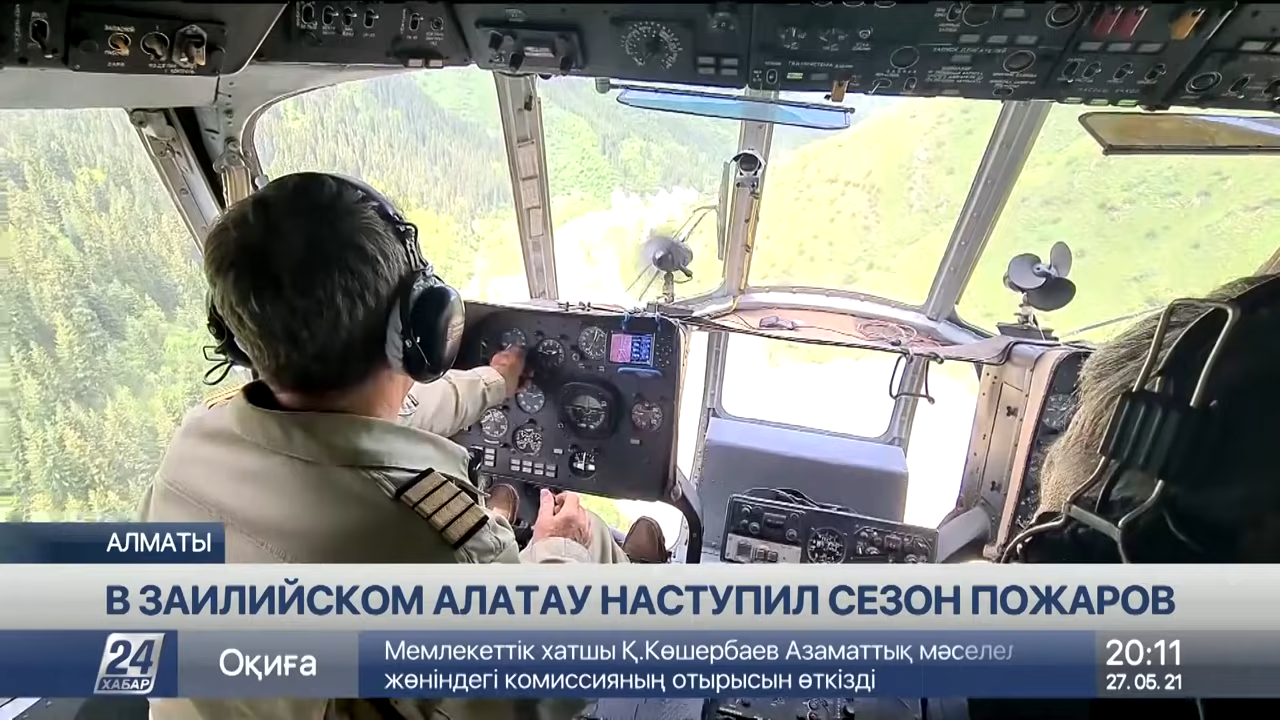 АЛМАТЫ
В ЗАИЛИЙСКОМ АЛАТАУ НАСТУПИЛ СЕЗОН ПОЖАРОВ
24
ХАБАР
Оқиға
Мемлекеттік хатшы Қ.Көшербаев Азаматтық мәселел
жөніндегі комиссияның отырысын өткізді
20:11
27. 05. 21